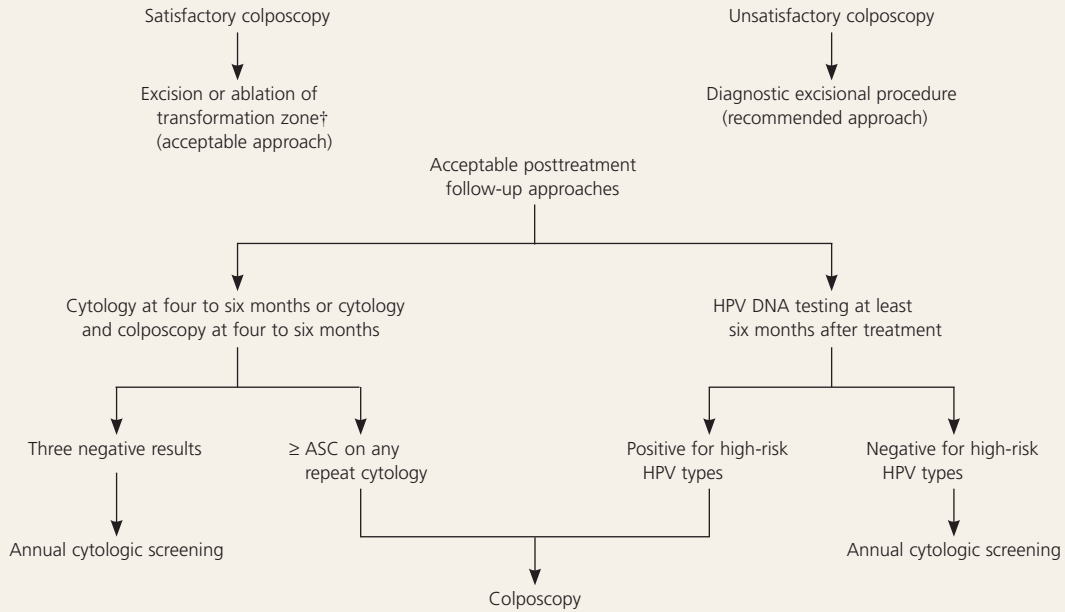 Satisfactory colposcopy
Unsatisfactory colposcopy
Excision or ablation of
transformation zone†
(acceptable approach)
Diagnostic excisional procedure
(recommended approach)
Acceptable posttreatment
follow-up approaches
Cytology at four to six months or cytology
and colposcopy at four to six months
HPV DNA testing at least
six months after treatment
Three negative results
≥ ASC on any
repeat cytology
Positive for high-risk
HPV types
Negative for high-risk
HPV types
Annual cytologic screening
Annual cytologic screening
Colposcopy